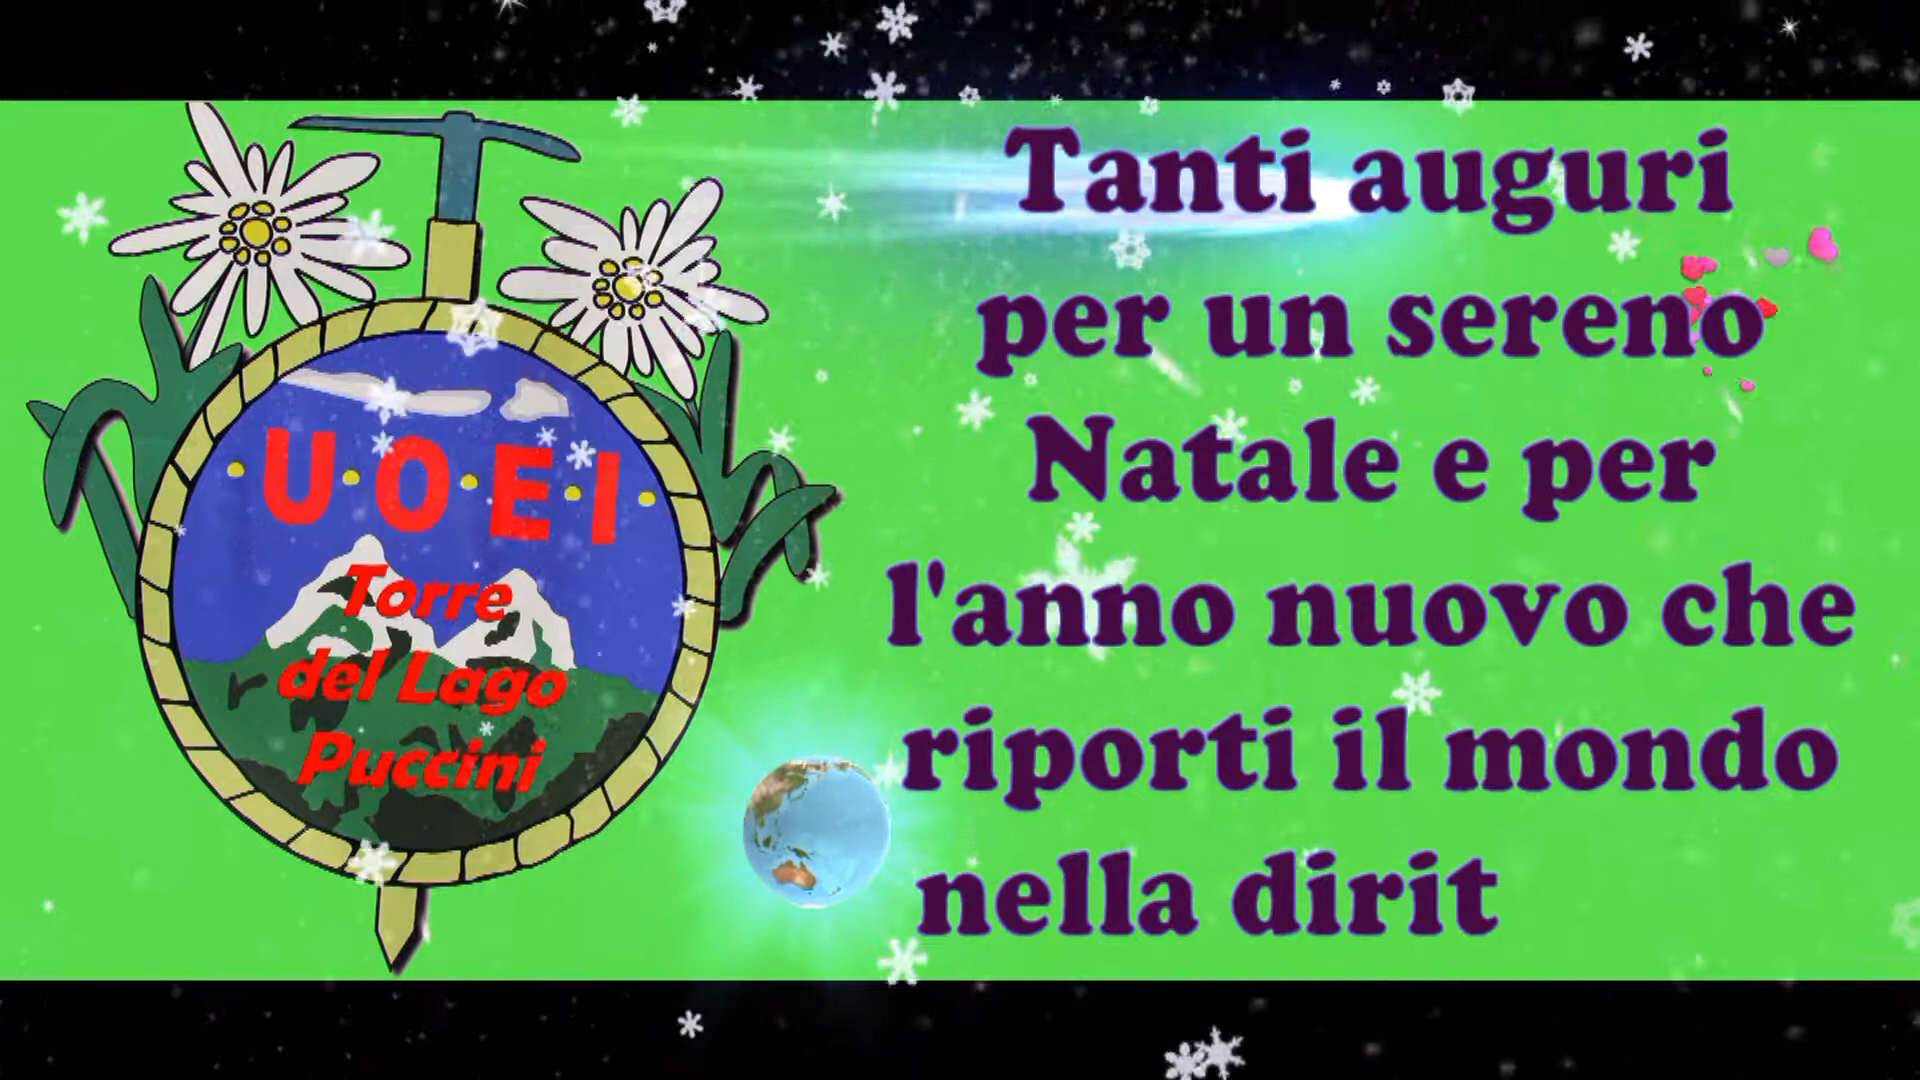 U.O.E.I
Torre
del Lago
Puccini
Tanti auguri
per un sereno
Natale e per
l'anno nuovo che
riporti il mondo
nella dirit